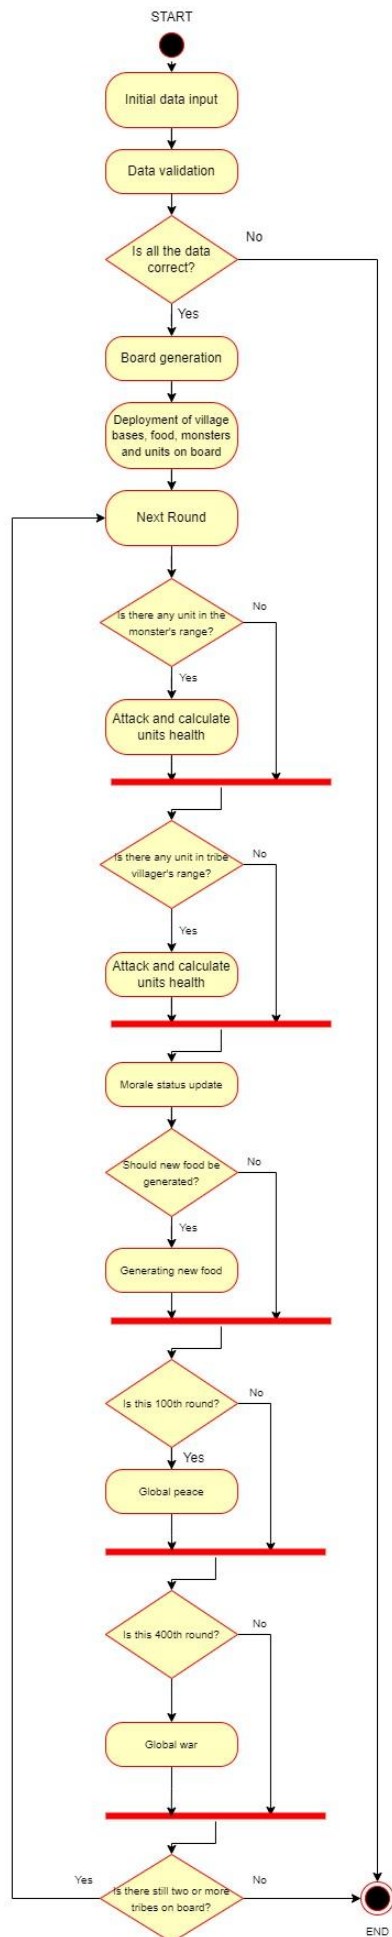 START
Initial data input
Data validation
No
Is all the data
correct?
Yes
Board generation
Deployment of village
bases, food, monsters
and units on board
Next Round
No
Is there any unit in the
monster's range?
Yes
Attack and calculate
units health
No
Is there any unit in tribe
villager's range?
Yes
Attack and calculate
units health
Morale status update
No
Should new food be
generated?
Yes
Generating new food
No
Is this 100th round?
Yes
Global peace
No
Is this 400th round?
Global war
Yes
No
Is there still two or more
tribes on board?
END